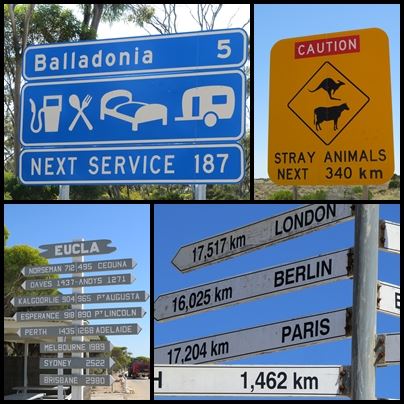 Balladonia 5
NEXT SERVICE 187
CAUTION
STRAY ANIMALS
NEXT 340 km
EUCLA
NORSEMAN 712 495 CEDUNA
DAVES 1437-ANDYS 1271
KALGOORLIE 904 965 P'AUGUSTA
ESPERANCE 918 890 P'LINCOLN
PERTH 1435 1268 ADELAIDE
MELBOURNE 1989
SYDNEY 2522
BRISBANE 2980
17,517 km LONDON
16,025 km BERLIN
17,204 km PARIS
H 1,462 km